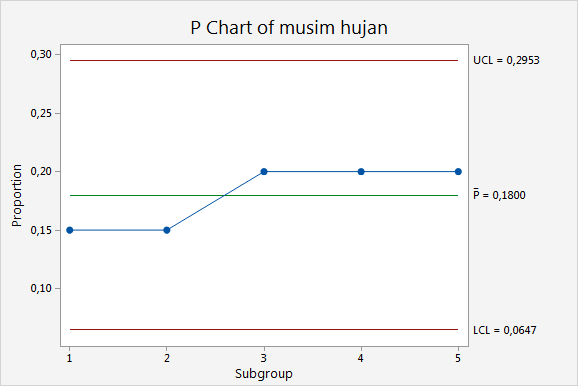 P Chart of musim hujan
0,30
0,25
0,20
0,15
0,10
Proportion
UCL = 0,2953
P̅ = 0,1800
LCL = 0,0647
1 2 3 4 5
Subgroup